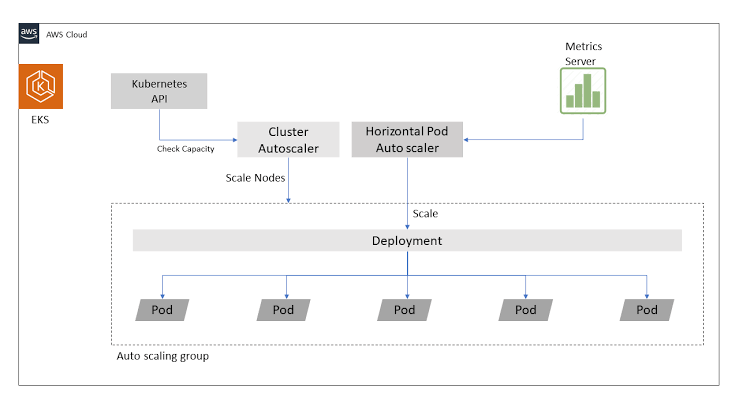 aws
AWS Cloud
Metrics
Server
K
EKS
Kubernetes
API
Check Capacity
Cluster
Autoscaler
Horizontal Pod
Auto scaler
Scale Nodes
Scale
Deployment
Pod
Pod
Pod
Pod
Pod
Auto scaling group